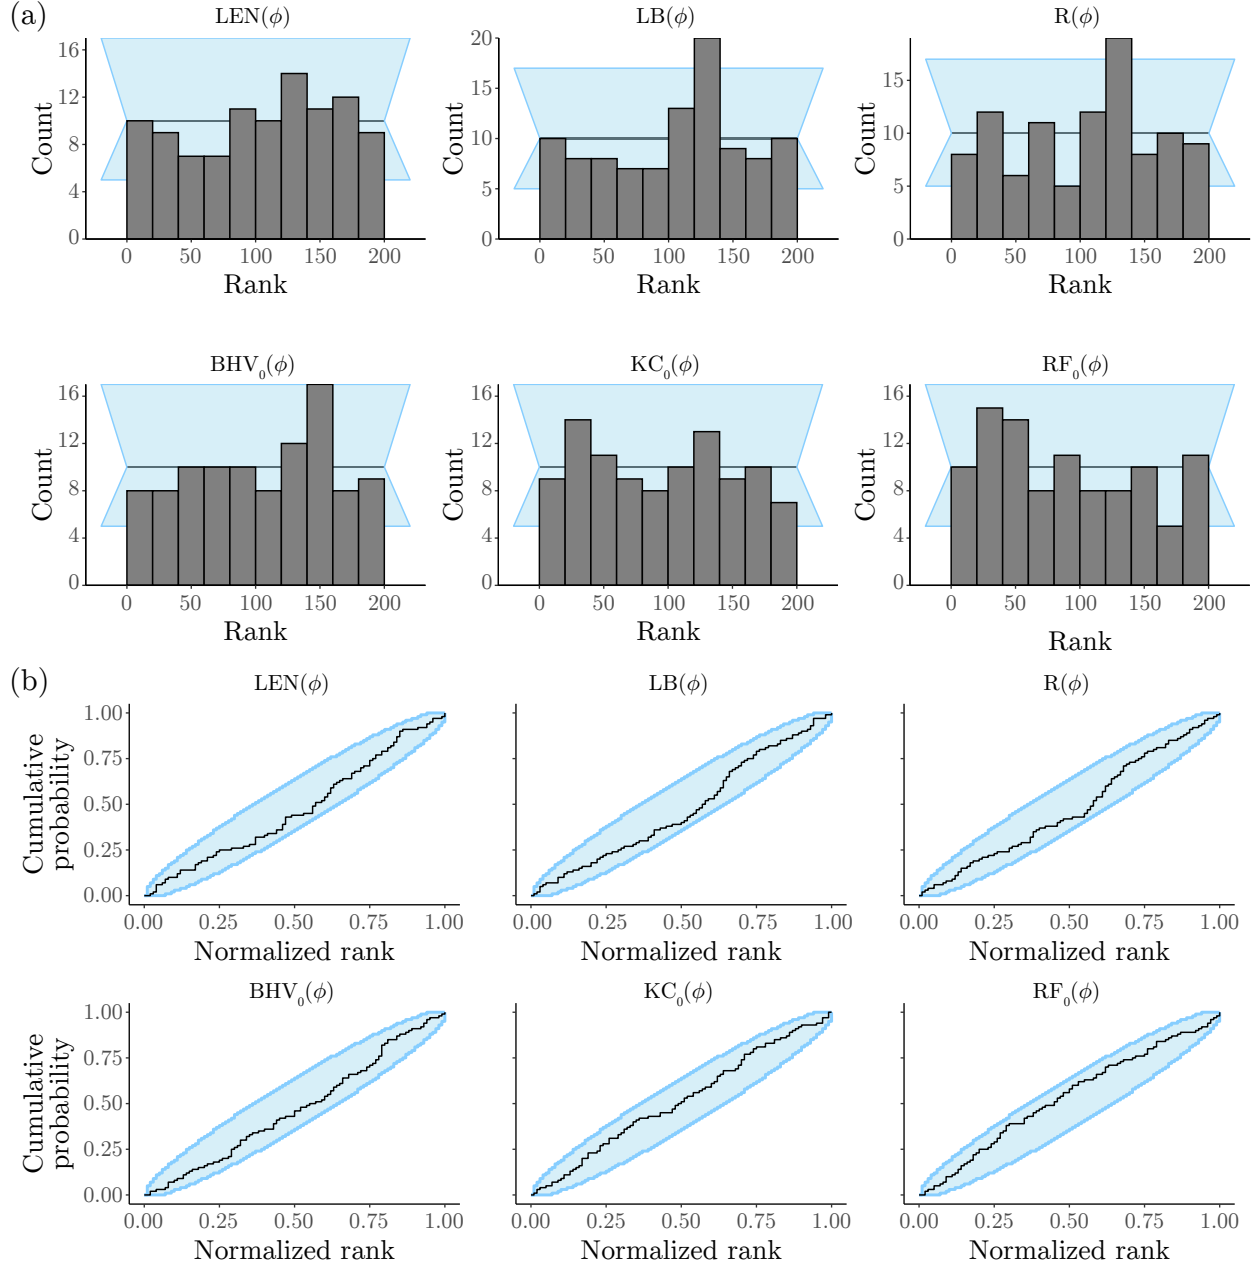 (a)
LEN(ϕ)
LB(ϕ)
R(ϕ)
Count
16
12
8
4
0
Count
20
15
10
5
0
Count
15
10
5
0
0 50 100 150 200
0 50 100 150 200
0 50 100 150 200
Rank
Rank
Rank
BHV₀(ϕ)
KC₀(ϕ)
RF₀(ϕ)
Count
16
12
8
4
0
Count
16
12
8
4
0
Count
16
12
8
4
0
0 50 100 150 200
0 50 100 150 200
0 50 100 150 200
Rank
Rank
Rank
(b)
LEN(ϕ)
LB(ϕ)
R(ϕ)
Cumulative
probability
1.00
0.75
0.50
0.25
0.00
0.00 0.25 0.50 0.75 1.00
0.00 0.25 0.50 0.75 1.00
0.00 0.25 0.50 0.75 1.00
Normalized rank
Normalized rank
Normalized rank
BHV₀(ϕ)
KC₀(ϕ)
RF₀(ϕ)
Cumulative
probability
1.00
0.75
0.50
0.25
0.00
0.00 0.25 0.50 0.75 1.00
0.00 0.25 0.50 0.75 1.00
0.00 0.25 0.50 0.75 1.00
Normalized rank
Normalized rank
Normalized rank